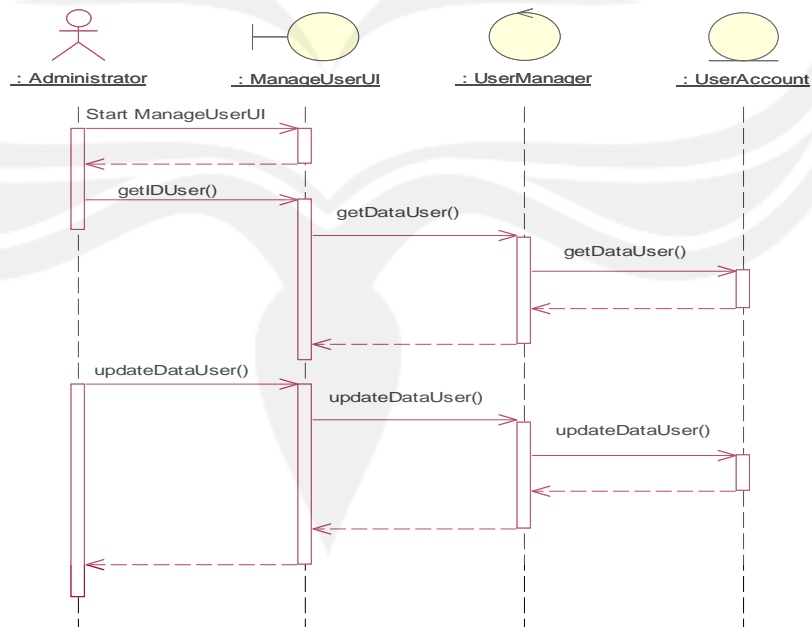 : Administrator
: ManageUserUI
: UserManager
: UserAccount
Start ManageUserUI
getIDUser()
getDataUser()
getDataUser()
updateDataUser()
updateDataUser()
updateDataUser()